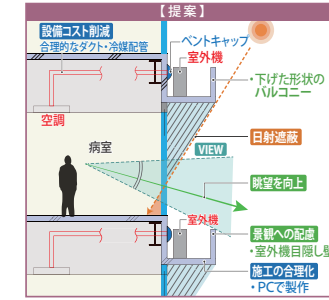 【提案】
設備コスト削減
合理的なダクト・冷媒配管
ベントキャップ
室外機
・下げた形状の
バルコニー
空調
日射遮蔽
病室
VIEW
眺望を向上
室外機
景観への配慮
・室外機目隠し壁
施工の合理化
・PCで製作